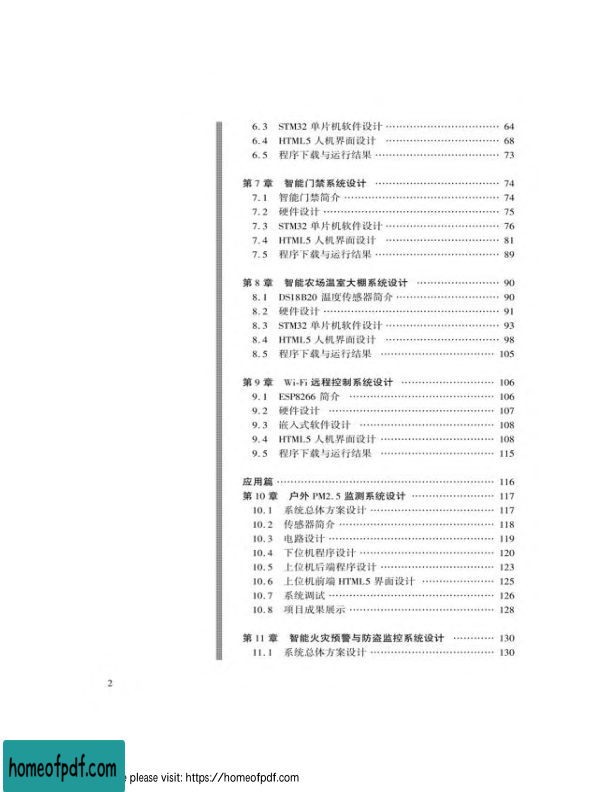 6.3 STM32 单片机软件设计 ································ 64
6.4 HTML5 人机界面设计 ································ 68
6.5 程序下载与运行结果 ································ 73
第 7 章 智能门禁系统设计 ································ 74
7.1 智能门禁简介 ································ 74
7.2 硬件设计 ································ 75
7.3 STM32 单片机软件设计 ································ 76
7.4 HTML5 人机界面设计 ································ 81
7.5 程序下载与运行结果 ································ 89
第 8 章 智能农场温室大棚系统设计 ························ 90
8.1 DS18B20 温度传感器简介 ································ 90
8.2 硬件设计 ································ 91
8.3 STM32 单片机软件设计 ································ 93
8.4 HTML5 人机界面设计 ································ 98
8.5 程序下载与运行结果 ································ 105
第 9 章 Wi-Fi 远程控制系统设计 ··························· 106
9.1 ESP8266 简介 ································ 106
9.2 硬件设计 ································ 107
9.3 嵌入式软件设计 ································ 108
9.4 HTML5 人机界面设计 ································ 108
9.5 程序下载与运行结果 ································ 115
应用篇 ································ 116
第 10 章 户外 PM2.5 监测系统设计 ························ 117
10.1 系统总体方案设计 ································ 117
10.2 传感器简介 ································ 118
10.3 电路设计 ································ 119
10.4 下位机程序设计 ································ 120
10.5 上位机后端程序设计 ································ 123
10.6 上位机前端 HTML5 界面设计 ····················· 125
10.7 系统调试 ································ 126
10.8 项目成果展示 ································ 128
第 11 章 智能火灾预警与防盗监控系统设计 ············ 130
11.1 系统总体方案设计 ································ 130
2
homeofpdf.com
please visit: https://homeofpdf.com